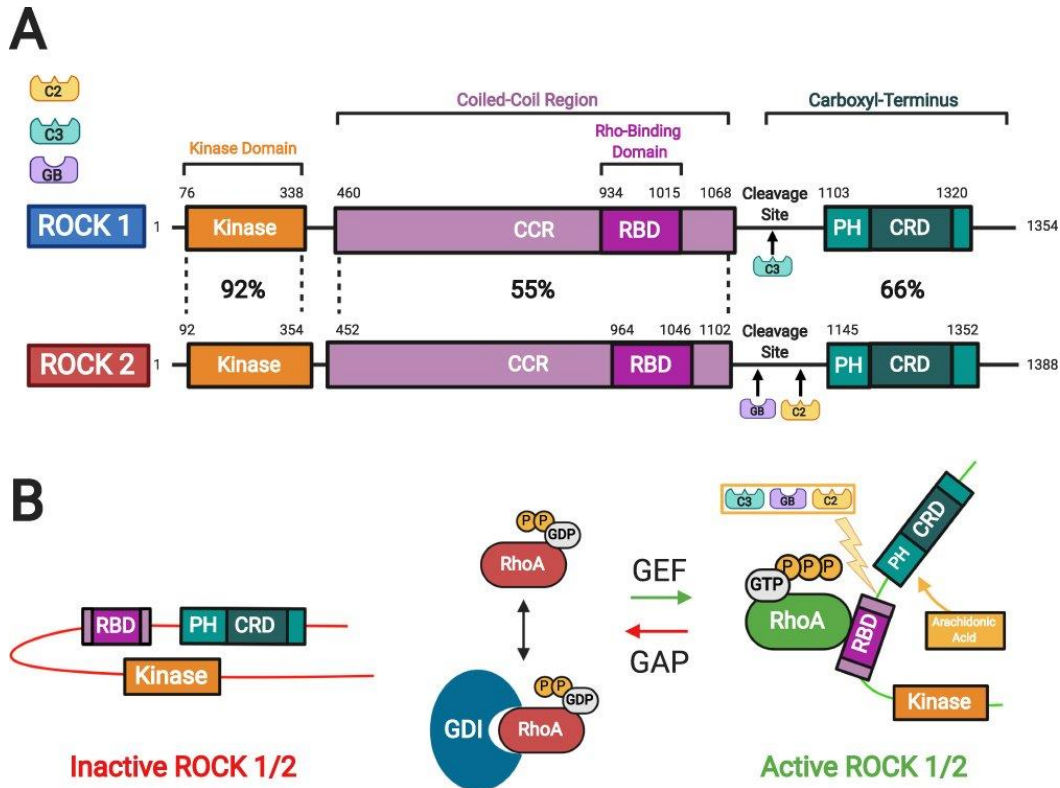 A
C2
C3
GB
Coiled-Coil Region
Carboxyl-Terminus
Kinase Domain
Rho-Binding
Domain
76 338 460 934 1015 1068 Cleavage
Site 1103 1320
ROCK 1 1 Kinase CCR RBD PH CRD 1354
C3
92% 55% 66%
92 354 452 964 1046 1102 Cleavage
Site 1145 1352
ROCK 2 1 Kinase CCR RBD PH CRD 1388
GB C2
B
C3 GB C2
P P
GDP
RhoA
GEF
GAP
GTP P P P
RhoA
RBD
PH CRD
Arachidonic
Acid
Kinase
RBD PH CRD
Kinase
P P
GDP
GDI RhoA
Inactive ROCK 1/2
Active ROCK 1/2